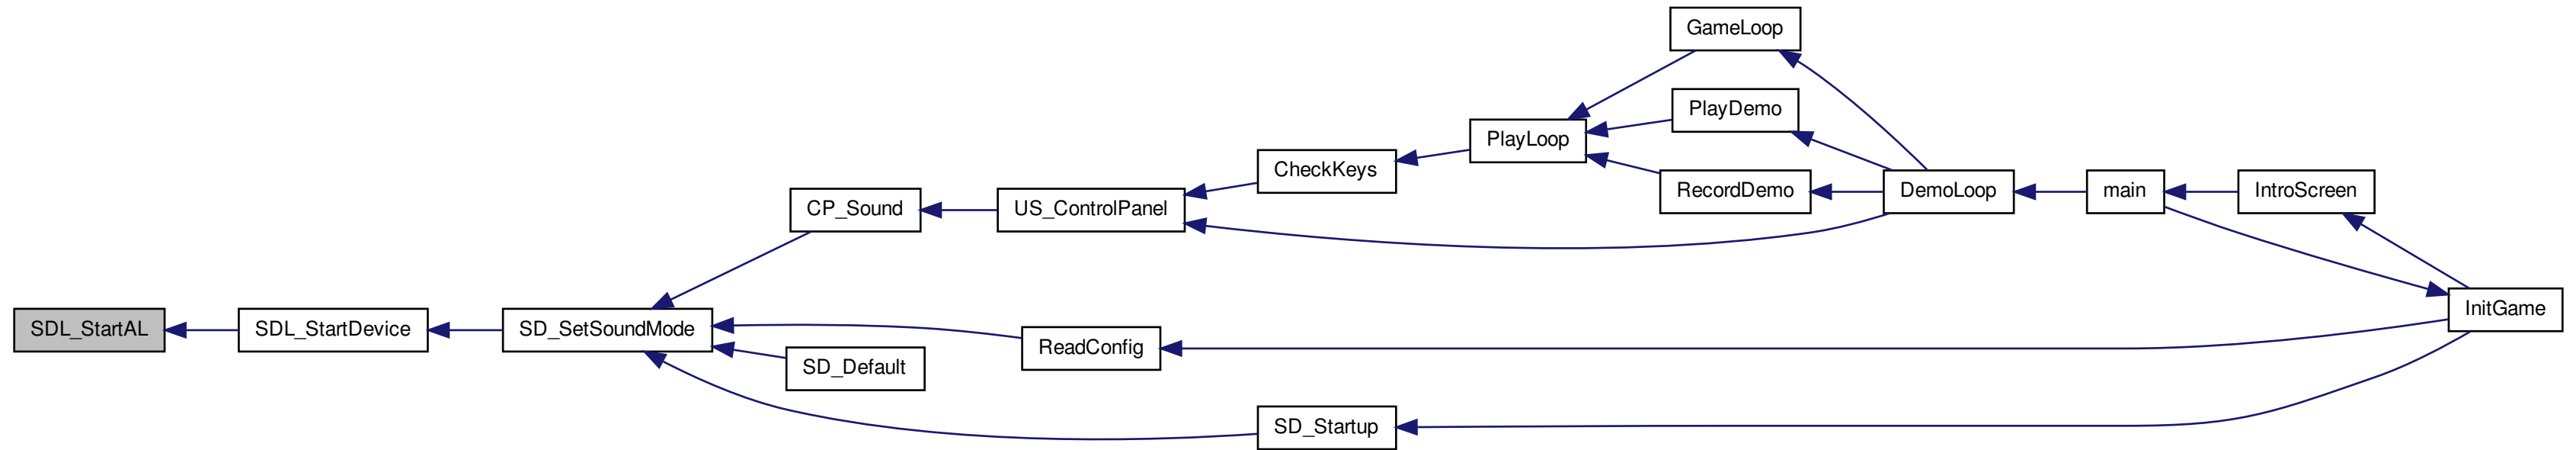 GameLoop
PlayDemo
PlayLoop
CheckKeys
RecordDemo
DemoLoop
main
IntroScreen
CP_Sound
US_ControlPanel
SDL_StartAL
SDL_StartDevice
SD_SetSoundMode
InitGame
ReadConfig
SD_Default
SD_Startup